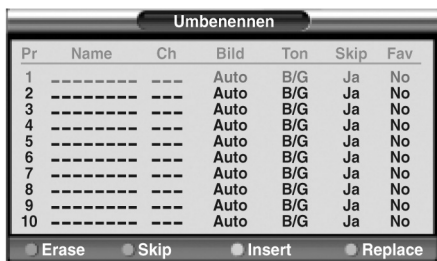 Umbenennen
Pr Name Ch Bild Ton Skip Fav
1 _ _ _ _ _ _ _ _ _ _ _ Auto B/G Ja No
2 _ _ _ _ _ _ _ _ _ _ _ Auto B/G Ja No
3 _ _ _ _ _ _ _ _ _ _ _ Auto B/G Ja No
4 _ _ _ _ _ _ _ _ _ _ _ Auto B/G Ja No
5 _ _ _ _ _ _ _ _ _ _ _ Auto B/G Ja No
6 _ _ _ _ _ _ _ _ _ _ _ Auto B/G Ja No
7 _ _ _ _ _ _ _ _ _ _ _ Auto B/G Ja No
8 _ _ _ _ _ _ _ _ _ _ _ Auto B/G Ja No
9 _ _ _ _ _ _ _ _ _ _ _ Auto B/G Ja No
10 _ _ _ _ _ _ _ _ _ _ _ Auto B/G Ja No
Erase Skip Insert Replace